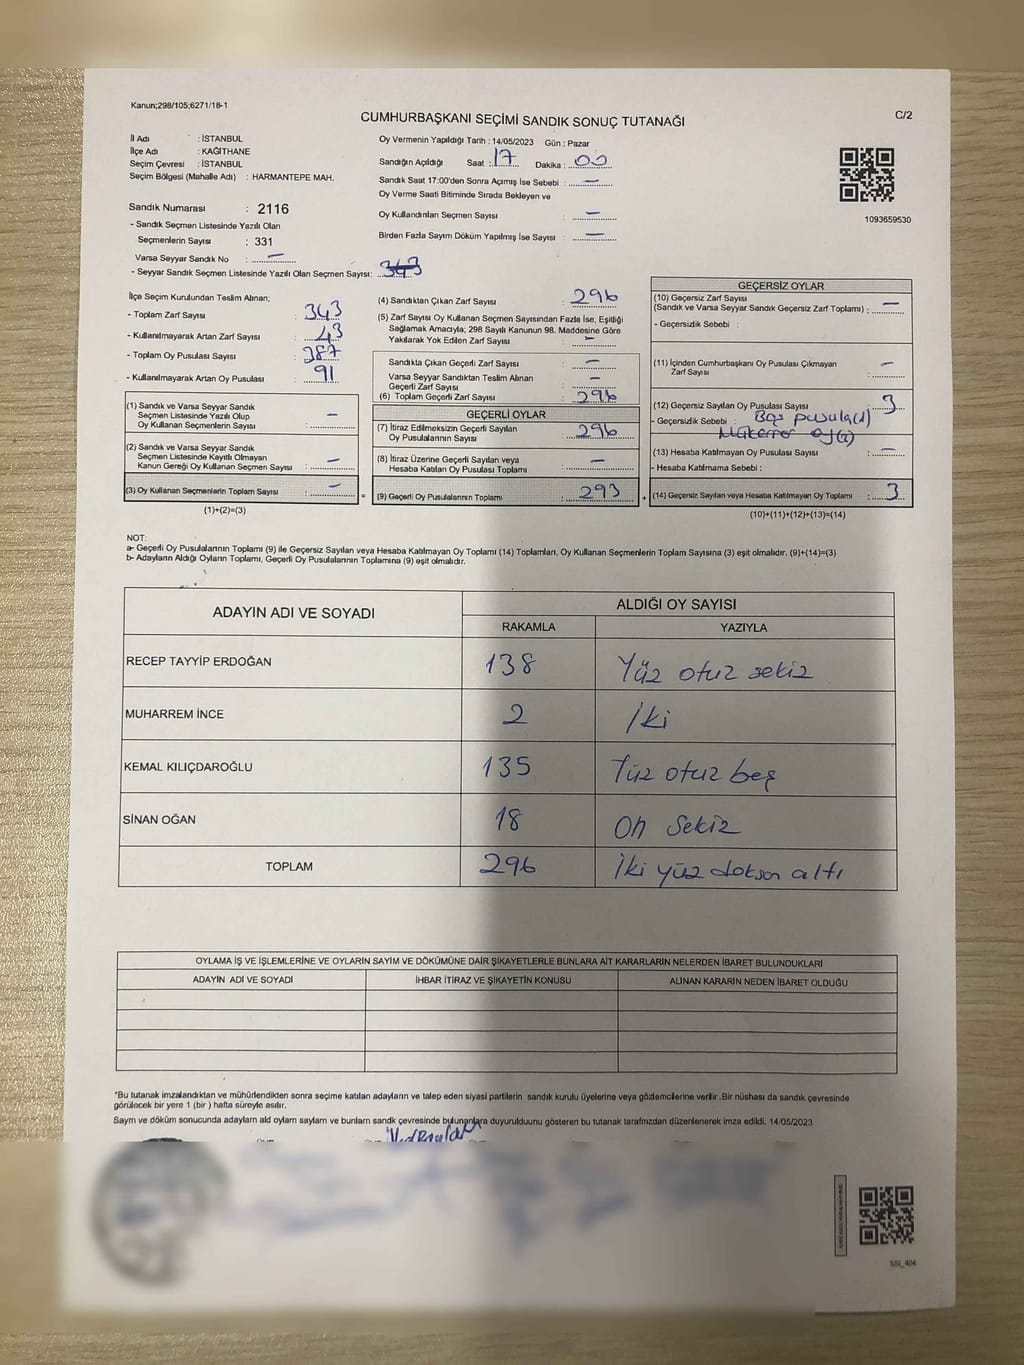 Kanun;298/105;6271/18-1
C/2
CUMHURBAŞKANI SEÇİMİ SANDIK SONUÇ TUTANAĞI
İl Adı : İSTANBUL
İlçe Adı : KAĞITHANE
Seçim Çevresi : İSTANBUL
Seçim Bölgesi (Mahalle Adı) : HARMANTEPE MAH.
Sandık Numarası : 2116
- Sandık Seçmen Listesinde Yazılı Olan
Seçmenlerin Sayısı : 331
Varsa Seyyar Sandık No : —
- Seyyar Sandık Seçmen Listesinde Yazılı Olan Seçmen Sayısı: 343
Oy Vermenin Yapıldığı Tarih : 14/05/2023 Gün : Pazar
Sandığın Açıldığı Saat : 17 Dakika : 00
Sandık Saat 17:00'den Sonra Açımış İse Sebebi : —
Oy Verme Saati Bitiminde Sırada Bekleyen ve
Oy Kullandırılan Seçmen Sayısı : —
Birden Fazla Sayım Döküm Yapılmış İse Sayısı : —
1093659530
İlçe Seçim Kurulundan Teslim Alınan;
- Toplam Zarf Sayısı : 343
- Kullanılmayarak Artan Zarf Sayısı : 43
- Toplam Oy Pusulası Sayısı : 387
- Kullanılmayarak Artan Oy Pusulası : 91
(1) Sandık ve Varsa Seyyar Sandık
Seçmen Listesinde Yazılı Olup
Oy Kullanan Seçmenlerin Sayısı : —
(2) Sandık ve Varsa Seyyar Sandık
Seçmen Listesinde Kayıtlı Olmayan
Kanun Gereği Oy Kullanan Seçmen Sayısı : —
(3) Oy Kullanan Seçmenlerin Toplam Sayısı : —
(1)+(2)=(3)
(4) Sandıktan Çıkan Zarf Sayısı : 296
(5) Zarf Sayısı Oy Kullanan Seçmen Sayısından Fazla İse, Eşitliği
Sağlamak Amacıyla; 298 Sayılı Kanunun 98. Maddesine Göre
Yakılarak Yok Edilen Zarf Sayısı : —
Sandıkta Çıkan Geçerli Zarf Sayısı : —
Varsa Seyyar Sandıktan Teslim Alınan
Geçerli Zarf Sayısı : —
(6) Toplam Geçerli Zarf Sayısı : 296
GEÇERLİ OYLAR
(7) İtiraz Edilmeksizin Geçerli Sayılan
Oy Pusulalarının Sayısı : 296
(8) İtiraz Üzerine Geçerli Sayılan veya
Hesaba Katılan Oy Pusulası Toplamı : —
= (9) Geçerli Oy Pusulalarının Toplamı : 293 +
GEÇERSİZ OYLAR
(10) Geçersiz Zarf Sayısı
(Sandık ve Varsa Seyyar Sandık Geçersiz Zarf Toplamı) : —
- Geçersizlik Sebebi :
(11) İçinden Cumhurbaşkanı Oy Pusulası Çıkmayan
Zarf Sayısı : —
(12) Geçersiz Sayılan Oy Pusulası Sayısı : 3
- Geçersizlik Sebebi : Boş pusula(1)
Mükerrer oy(2)
(13) Hesaba Katılmayan Oy Pusulası Sayısı : —
- Hesaba Katılmama Sebebi :
(14) Geçersiz Sayılan veya Hesaba Katılmayan Oy Toplamı : 3
(10)+(11)+(12)+(13)=(14)
NOT:
a- Geçerli Oy Pusulalarının Toplamı (9) ile Geçersiz Sayılan veya Hesaba Katılmayan Oy Toplamı (14) Toplamları, Oy Kullanan Seçmenlerin Toplam Sayısına (3) eşit olmalıdır. (9)+(14)=(3)
b- Adayların Aldığı Oyların Toplamı, Geçerli Oy Pusulalarının Toplamına (9) eşit olmalıdır.
ADAYIN ADI VE SOYADI
ALDIĞI OY SAYISI
RAKAMLA YAZIYLA
RECEP TAYYİP ERDOĞAN 138 Yüz otuz sekiz
MUHARREM İNCE 2 İki
KEMAL KILIÇDAROĞLU 135 Yüz otuz beş
SİNAN OĞAN 18 On Sekiz
TOPLAM 296 İki yüz doksan altı
OYLAMA İŞ VE İŞLEMLERİNE VE OYLARIN SAYIM VE DÖKÜMÜNE DAİR ŞİKAYETLERLE BUNLARA AİT KARARLARIN NELERDEN İBARET BULUNDUKLARI
ADAYIN ADI VE SOYADI İHBAR İTİRAZ VE ŞİKAYETİN KONUSU ALINAN KARARIN NEDEN İBARET OLDUĞU
*Bu tutanak imzalandıktan ve mühürlendikten sonra seçime katılan adayların ve talep eden siyasi partilerin sandık kurulu üyelerine veya gözlemcilerine verilir .Bir nüshası da sandık çevresinde
görülecek bir yere 1 (bir ) hafta süreyle asılır.
Sayım ve döküm sonucunda adayların ald oyların sayların ve bunların sandk çevresinde bulunanlara duyurulduunu gösteren bu tutanak tarafmzdan düzenlenerek imza edildi. 14/05/2023
SSI_404